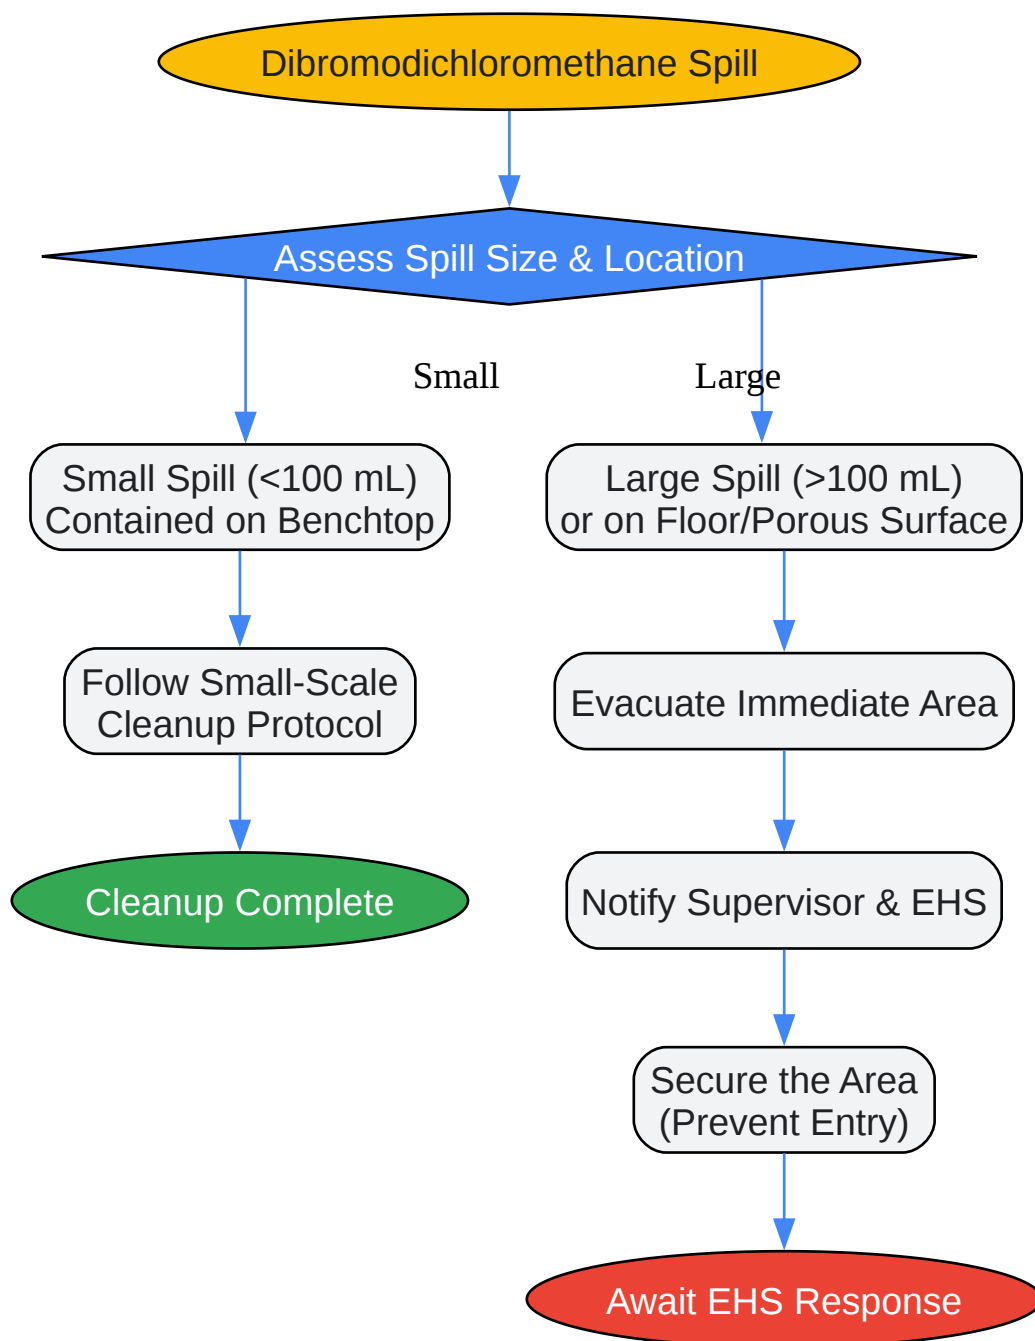 Dibromodichloromethane Spill
Assess Spill Size & Location
Small
Large
Small Spill (<100 mL)
Contained on Benchtop
Large Spill (>100 mL)
or on Floor/Porous Surface
Follow Small-Scale
Cleanup Protocol
Evacuate Immediate Area
Cleanup Complete
Notify Supervisor & EHS
Secure the Area
(Prevent Entry)
Await EHS Response